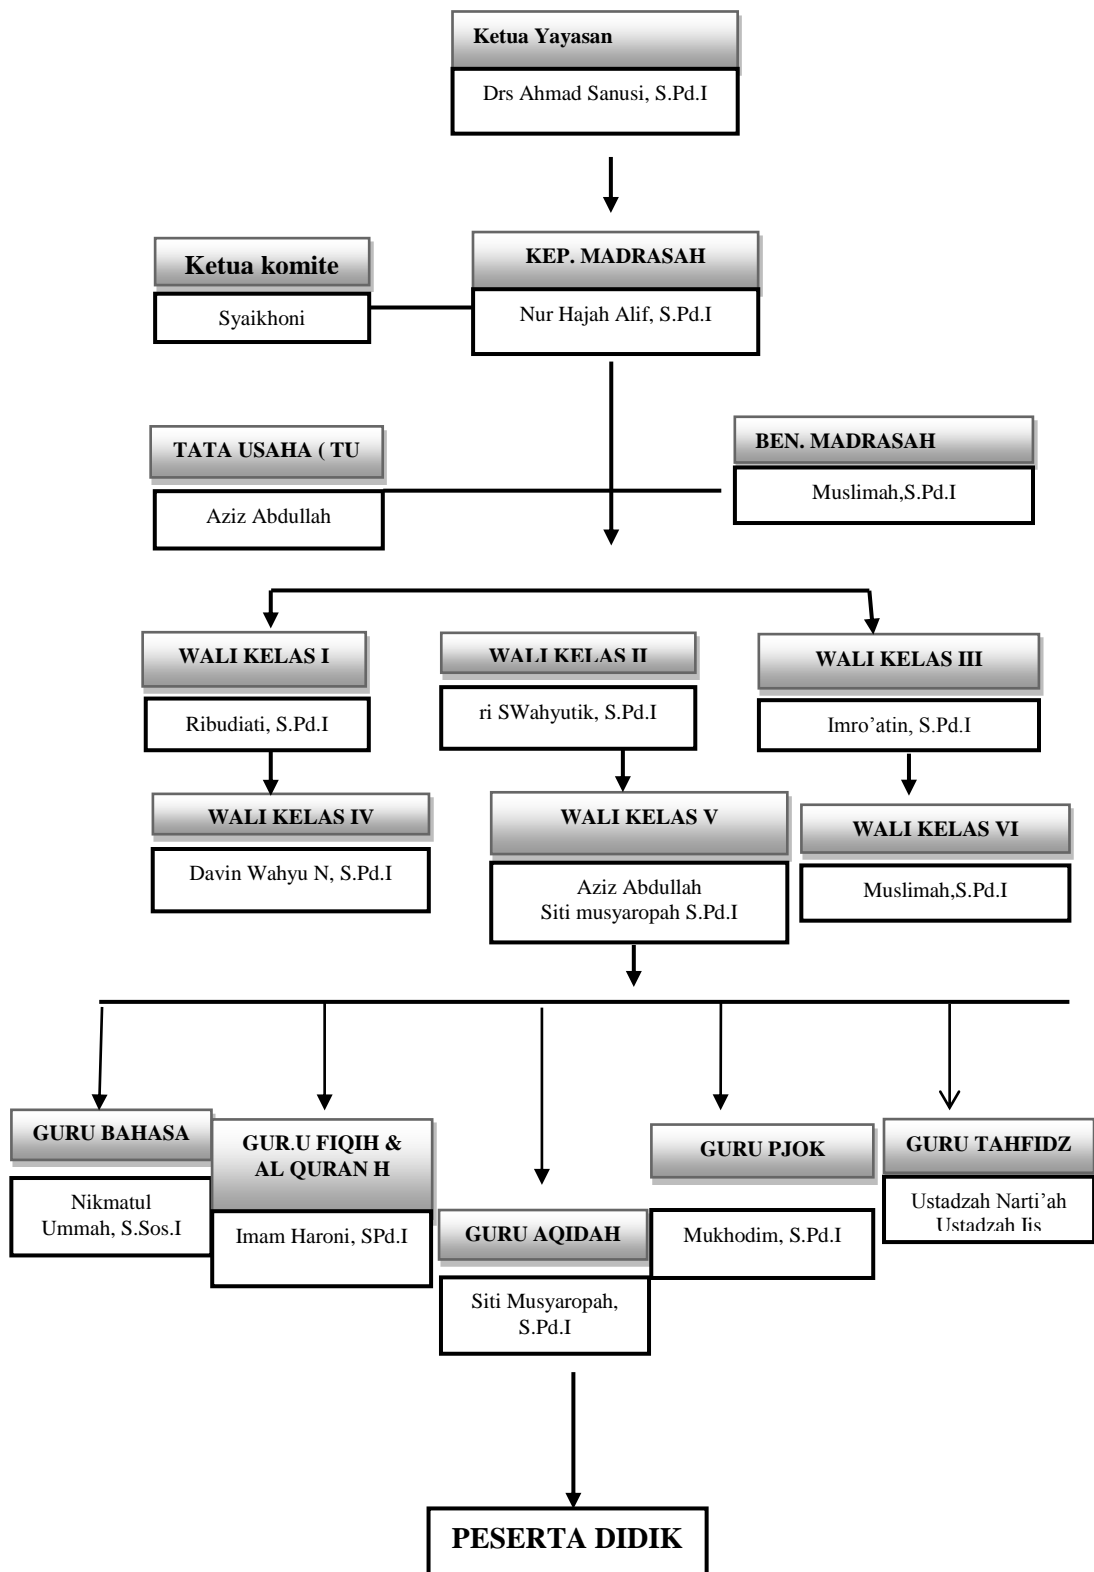 Ketua Yayasan
Drs Ahmad Sanusi, S.Pd.I
Ketua komite
Syaikhoni
KEP. MADRASAH
Nur Hajah Alif, S.Pd.I
TATA USAHA ( TU
Aziz Abdullah
BEN. MADRASAH
Muslimah,S.Pd.I
WALI KELAS I
Ribudiati, S.Pd.I
WALI KELAS II
ri SWahyutik, S.Pd.I
WALI KELAS III
Imro’atin, S.Pd.I
WALI KELAS IV
Davin Wahyu N, S.Pd.I
WALI KELAS V
Aziz Abdullah
Siti musyaropah S.Pd.I
WALI KELAS VI
Muslimah,S.Pd.I
GURU BAHASA
Nikmatul
Ummah, S.Sos.I
GUR.U FIQIH &
AL QURAN H
Imam Haroni, SPd.I
GURU AQIDAH
Siti Musyaropah,
S.Pd.I
GURU PJOK
Mukhodim, S.Pd.I
GURU TAHFIDZ
Ustadzah Narti’ah
Ustadzah Iis
PESERTA DIDIK